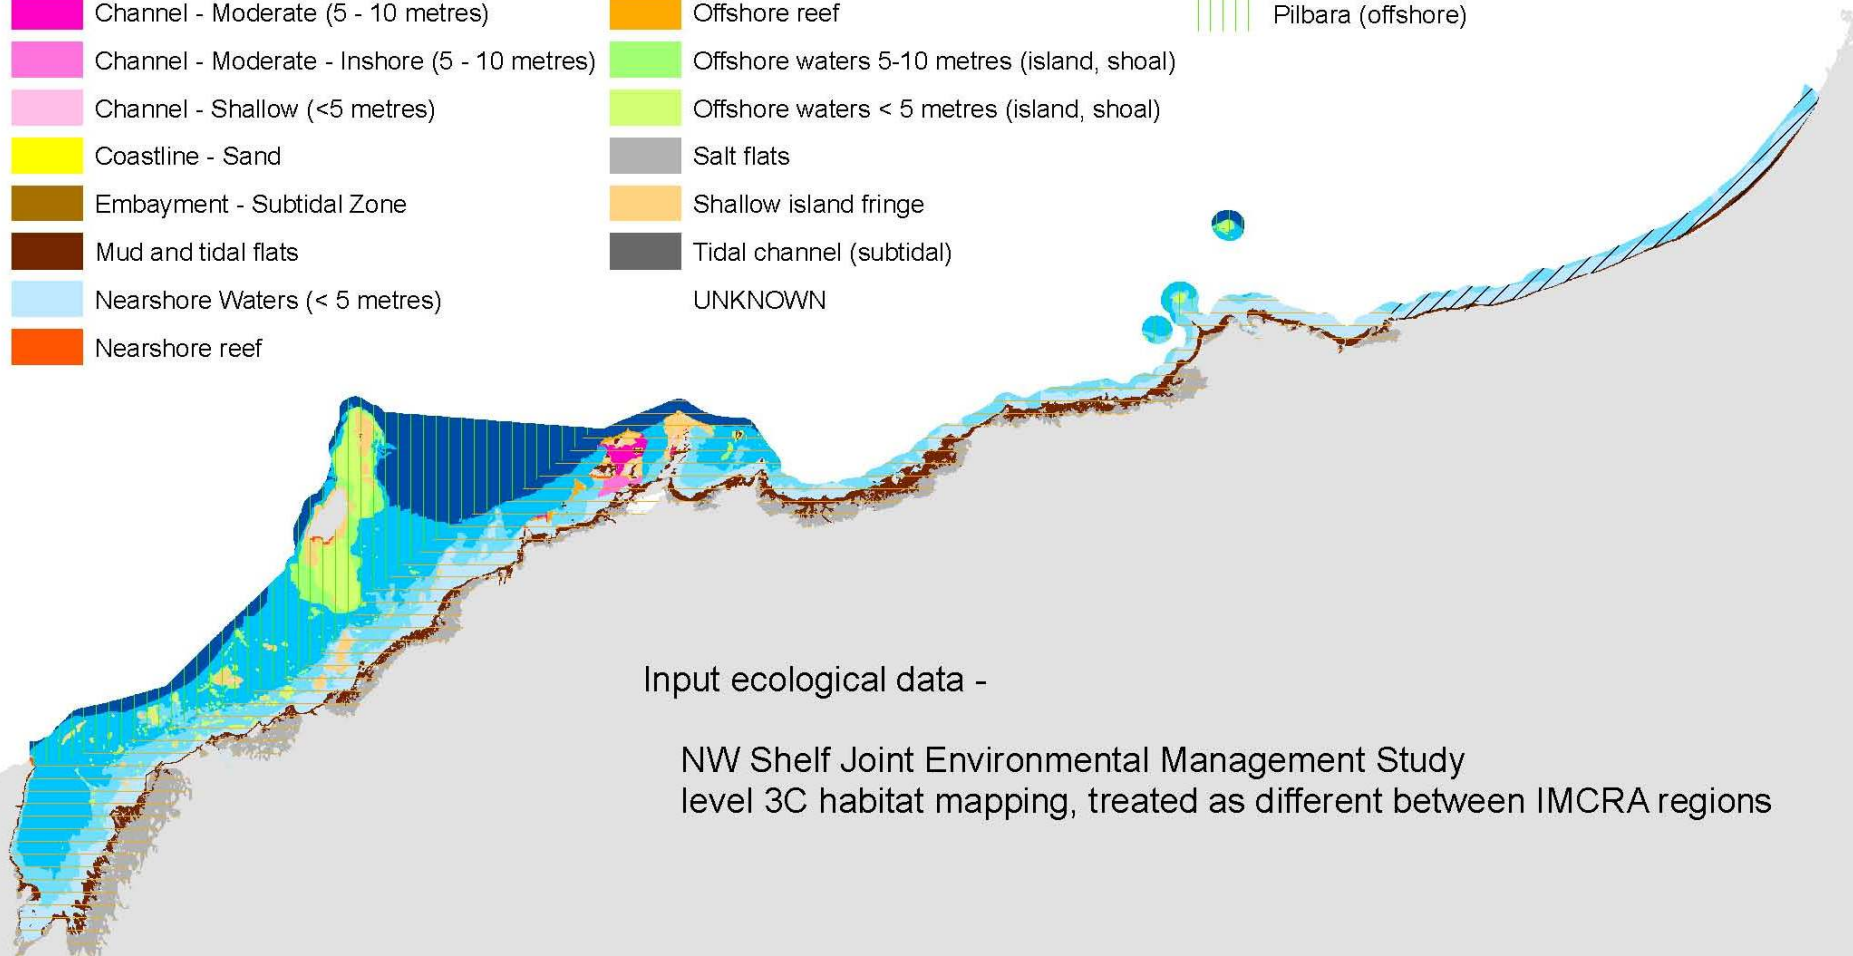 Channel - Moderate (5 - 10 metres)
Channel - Moderate - Inshore (5 - 10 metres)
Channel - Shallow (<5 metres)
Coastline - Sand
Embayment - Subtidal Zone
Mud and tidal flats
Nearshore Waters (< 5 metres)
Nearshore reef
Offshore reef
Offshore waters 5-10 metres (island, shoal)
Offshore waters < 5 metres (island, shoal)
Salt flats
Shallow island fringe
Tidal channel (subtidal)
UNKNOWN
Pilbara (offshore)
Input ecological data -
NW Shelf Joint Environmental Management Study
level 3C habitat mapping, treated as different between IMCRA regions